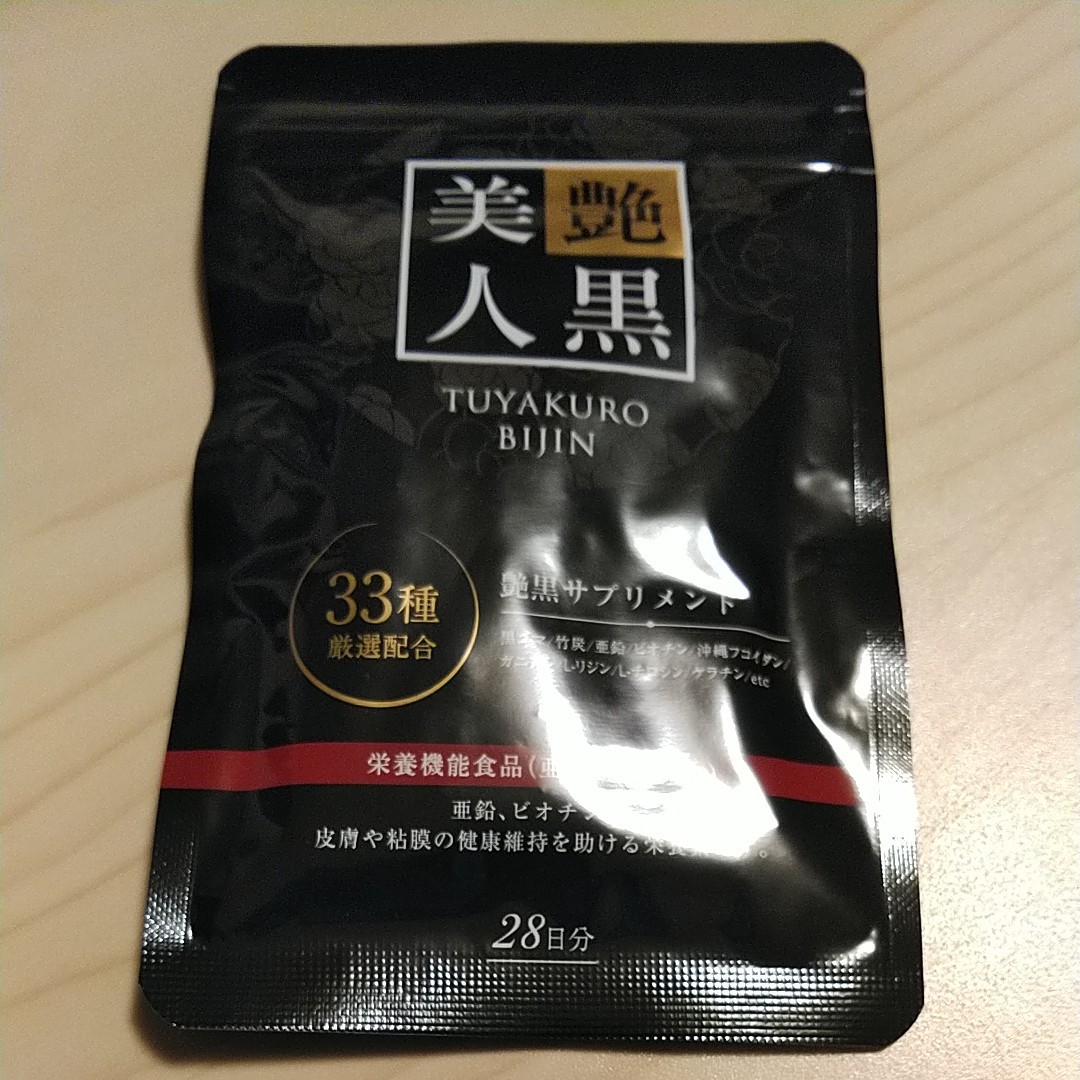 艶黒
美人
TUYAKURO
BIJIN
33種
厳選配合
艶黒サプリメント
黒ゴマ/竹炭/亜鉛/ビオチン/沖縄フコイダン/
L-リジン/L-チロシン/ケラチン/etc
栄養機能食品(亜
亜鉛、ビオチン
皮膚や粘膜の健康維持を助ける栄養
28日分